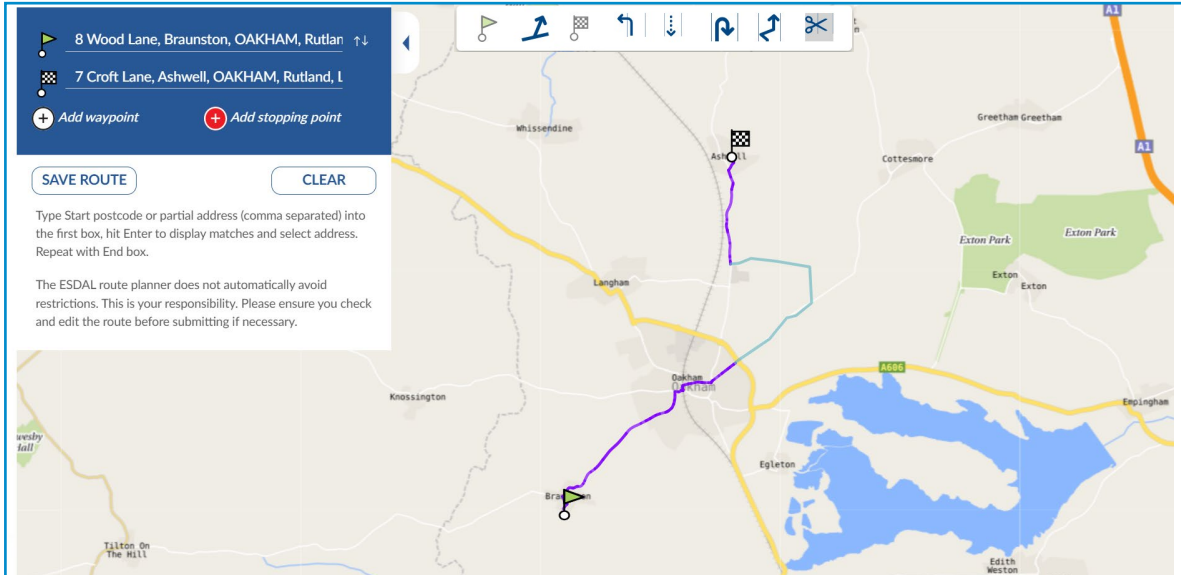 8 Wood Lane, Braunston, OAKHAM, Rutlan
7 Croft Lane, Ashwell, OAKHAM, Rutland, L
Add waypoint
Add stopping point
SAVE ROUTE
CLEAR
Type Start postcode or partial address (comma separated) into
the first box, hit Enter to display matches and select address.
Repeat with End box.
The ESDAL route planner does not automatically avoid
restrictions. This is your responsibility. Please ensure you check
and edit the route before submitting if necessary.
A1
Whissendine
Greetham Greetham
A1
Cottesmore
Exton Park
Exton Park
Exton
Exton
Langham
A606
Oakham
Oakham
Knossington
Empingham
Hall
Egleton
Tilton On
The Hill
Edith
Weston